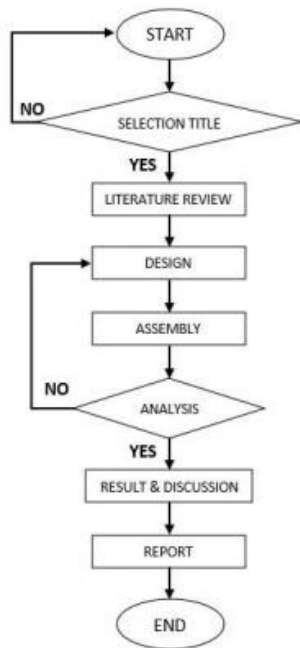 START
NO
SELECTION TITLE
YES
LITERATURE REVIEW
DESIGN
ASSEMBLY
NO
ANALYSIS
YES
RESULT & DISCUSSION
REPORT
END